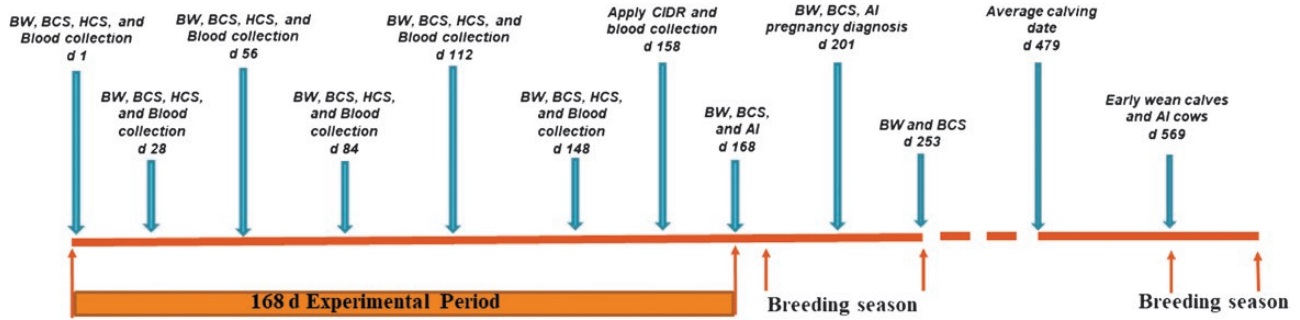 BW, BCS, HCS, and
Blood collection
d 1
BW, BCS, HCS,
and Blood
collection
d 28
BW, BCS, HCS, and
Blood collection
d 56
BW, BCS, HCS,
and Blood
collection
d 84
BW, BCS, HCS, and
Blood collection
d 112
BW, BCS, HCS,
and Blood
collection
d 148
Apply CIDR and
blood collection
d 158
BW, BCS,
and AI
d 168
BW, BCS, AI
pregnancy diagnosis
d 201
BW and BCS
d 253
Average calving
date
d 479
Early wean calves
and AI cows
d 569
168 d Experimental Period
Breeding season
Breeding season